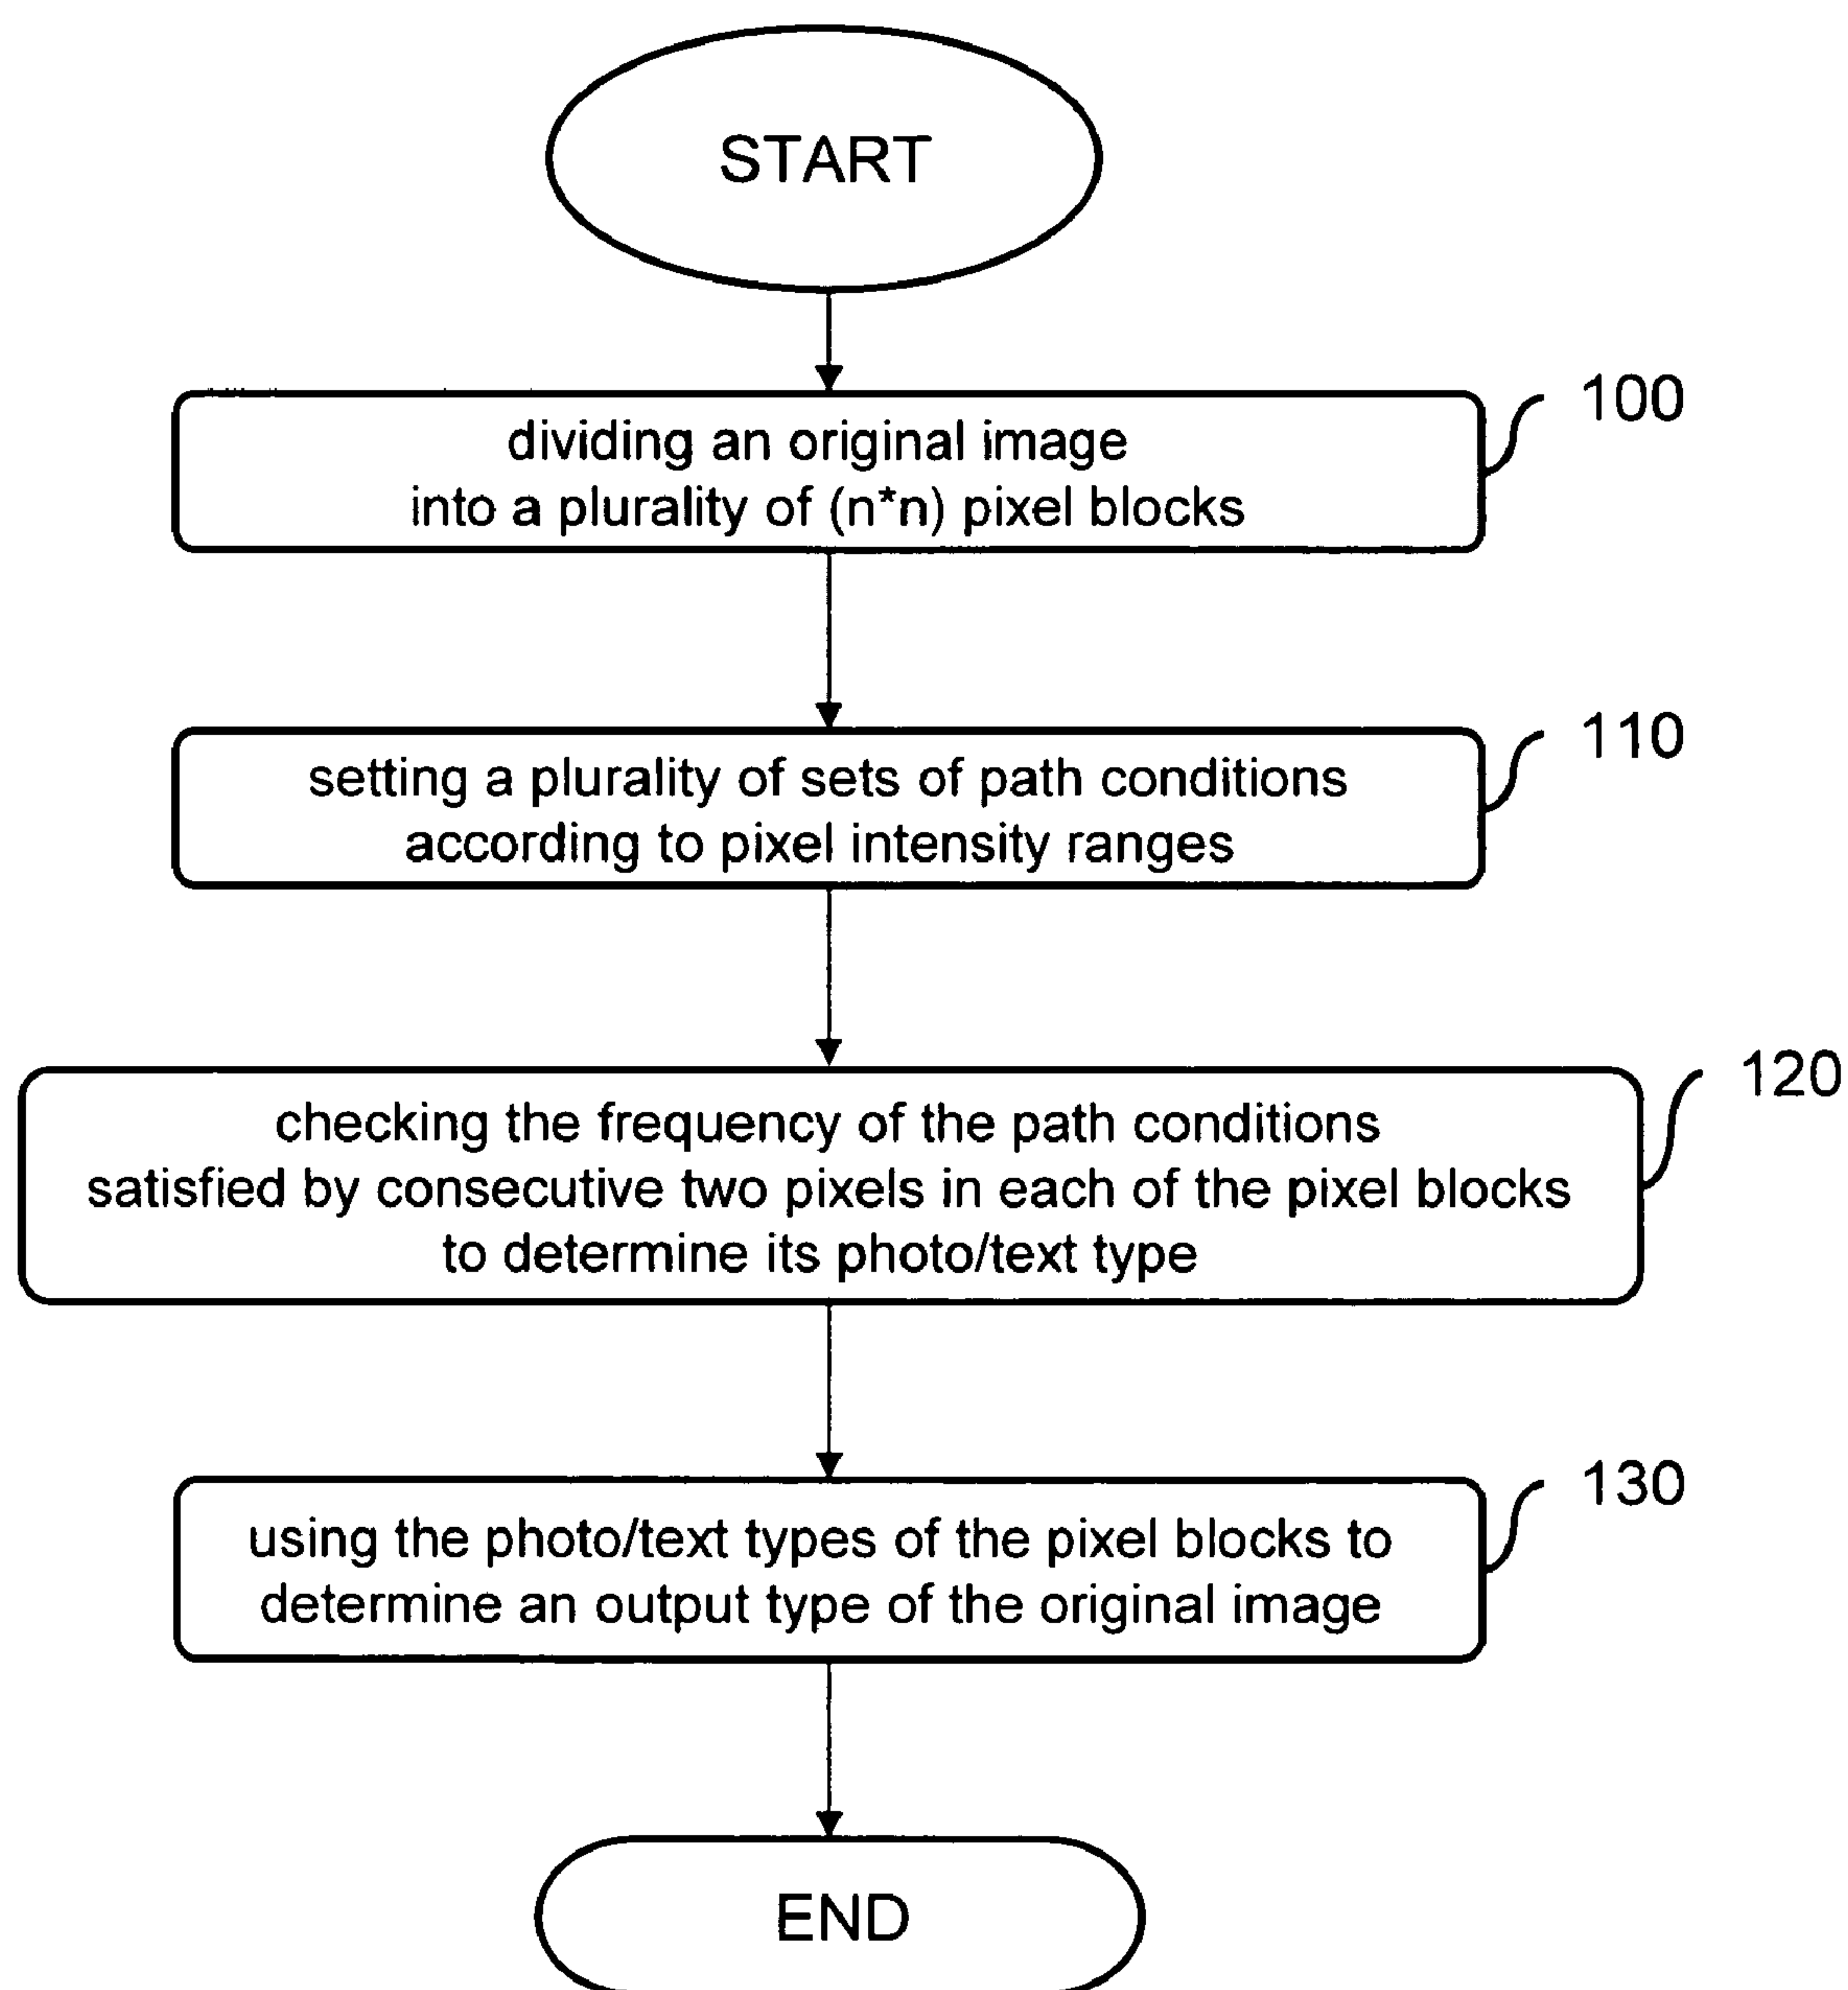 START
100
dividing an original image
into a plurality of (n*n) pixel blocks
110
setting a plurality of sets of path conditions
according to pixel intensity ranges
120
checking the frequency of the path conditions
satisfied by consecutive two pixels in each of the pixel blocks
to determine its photo/text type
130
using the photo/text types of the pixel blocks to
determine an output type of the original image
END